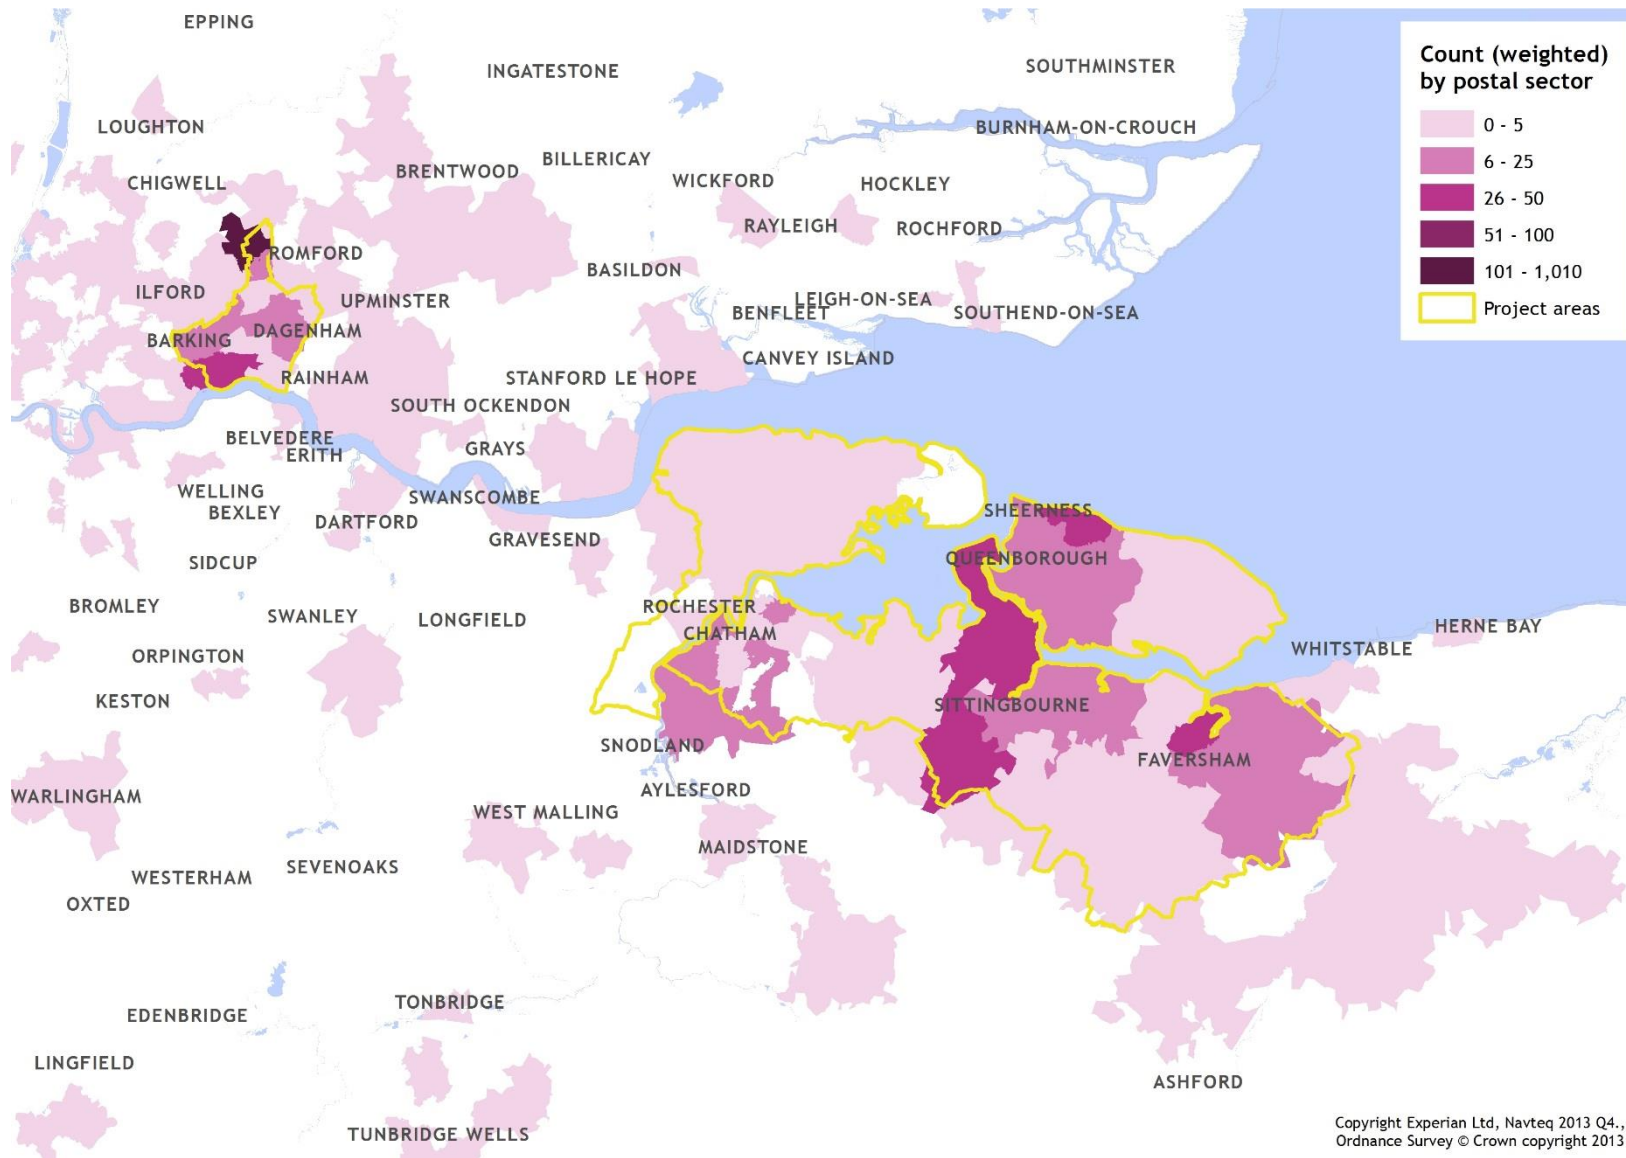 EPPING
INGATESTONE
SOUTHMINSTER
Count (weighted)
by postal sector
0 - 5
6 - 25
26 - 50
51 - 100
101 - 1,010
Project areas
LOUGHTON
BURNHAM-ON-CROUCH
BILLERICAY
BRENTWOOD
CHIGWELL
WICKFORD
HOCKLEY
RAYLEIGH
ROCHFORD
ROMFORD
BASILDON
ILFORD
UPMINSTER
LEIGH-ON-SEA
BENFLEET
SOUTHEND-ON-SEA
DAGENHAM
BARKING
CANVEY ISLAND
RAINHAM
STANFORD LE HOPE
SOUTH OCKENDON
BELVEDERE
ERITH
GRAYS
WELLING
BEXLEY
SWANSCOMBE
DARTFORD
SHEERNESS
GRAVESEND
QUEENBOROUGH
SIDCUP
BROMLEY
SWANLEY
LONGFIELD
ROCHESTER
CHATHAM
HERNE BAY
WHITSTABLE
ORPINGTON
KESTON
SITTINGBOURNE
SNODLAND
FAVERSHAM
AYLESFORD
WARLINGHAM
WEST MALLING
MAIDSTONE
SEVENOAKS
WESTERHAM
OXTED
TONBRIDGE
EDENBRIDGE
LINGFIELD
ASHFORD
TUNBRIDGE WELLS
Copyright Experian Ltd, Navteq 2013 Q4.,
Ordnance Survey © Crown copyright 2013